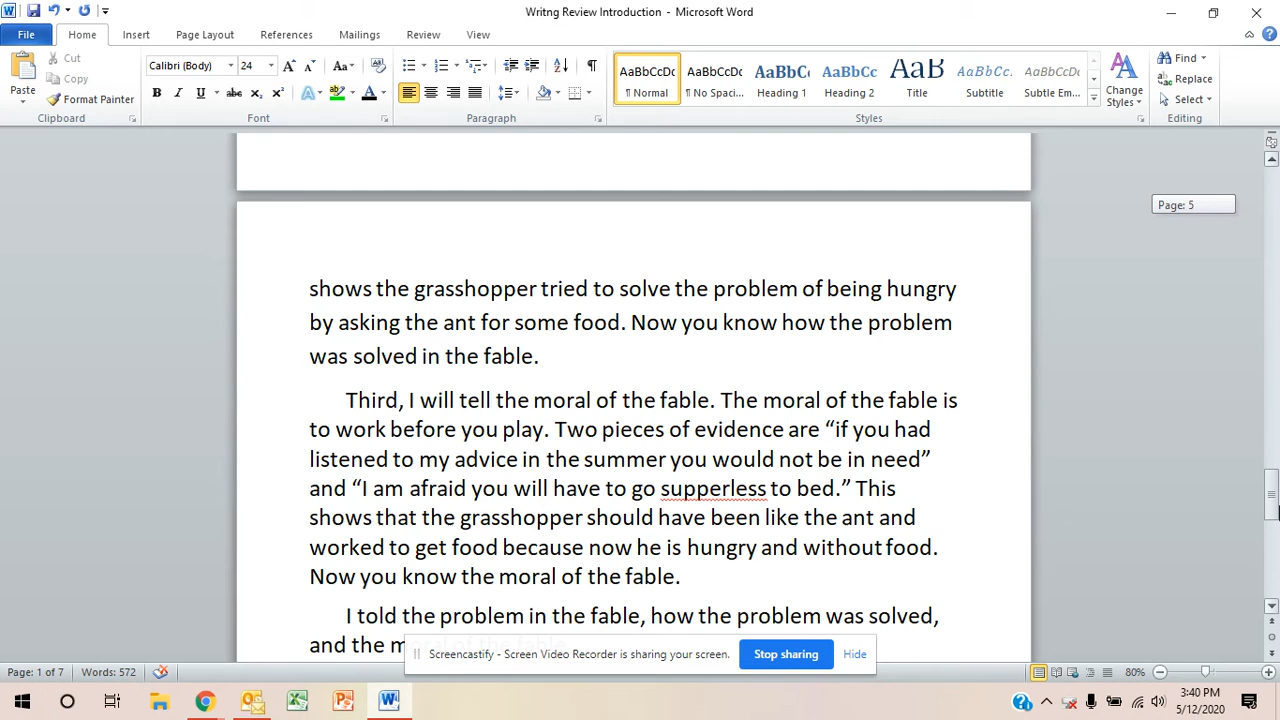 Writng Review Introduction - Microsoft Word
File Home Insert Page Layout References Mailings Review View
Paste Cut Copy Format Painter
Calibri (Body) 24
AaBbCcDc AaBbCcDc AaBbC AaBbCc AaB AaBbCcL AaBbCcDc
¶ Normal ¶ No Spaci... Heading 1 Heading 2 Title Subtitle Subtle Em...
Change Styles
Find Replace Select
Clipboard Font Paragraph Styles Editing
Page: 5
shows the grasshopper tried to solve the problem of being hungry
by asking the ant for some food. Now you know how the problem
was solved in the fable.
Third, I will tell the moral of the fable. The moral of the fable is
to work before you play. Two pieces of evidence are “if you had
listened to my advice in the summer you would not be in need”
and “I am afraid you will have to go supperless to bed.” This
shows that the grasshopper should have been like the ant and
worked to get food because now he is hungry and without food.
Now you know the moral of the fable.
I told the problem in the fable, how the problem was solved,
and the moral of the fable.
Screencastify - Screen Video Recorder is sharing your screen. Stop sharing Hide
Page: 1 of 7 Words: 572 80%
3:40 PM
5/12/2020